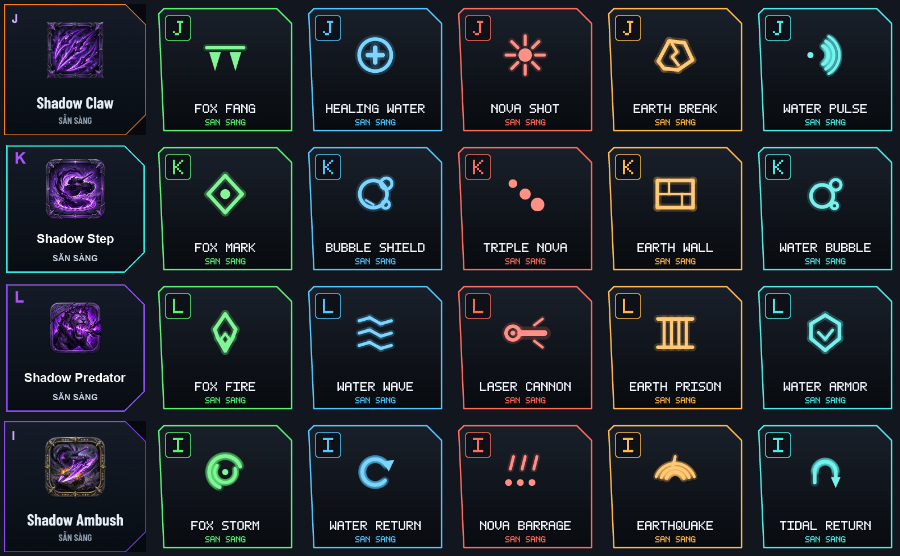 J
Shadow Claw
SẴN SÀNG
J
FOX FANG
SAN SANG
J
HEALING WATER
SAN SANG
J
NOVA SHOT
SAN SANG
J
EARTH BREAK
SAN SANG
J
WATER PULSE
SAN SANG
K
Shadow Step
SẴN SÀNG
K
FOX MARK
SAN SANG
K
BUBBLE SHIELD
SAN SANG
K
TRIPLE NOVA
SAN SANG
K
EARTH WALL
SAN SANG
K
WATER BUBBLE
SAN SANG
L
Shadow Predator
SẴN SÀNG
L
FOX FIRE
SAN SANG
L
WATER WAVE
SAN SANG
L
LASER CANNON
SAN SANG
L
EARTH PRISON
SAN SANG
L
WATER ARMOR
SAN SANG
I
Shadow Ambush
SẴN SÀNG
I
FOX STORM
SAN SANG
I
WATER RETURN
SAN SANG
I
NOVA BARRAGE
SAN SANG
I
EARTHQUAKE
SAN SANG
I
TIDAL RETURN
SAN SANG